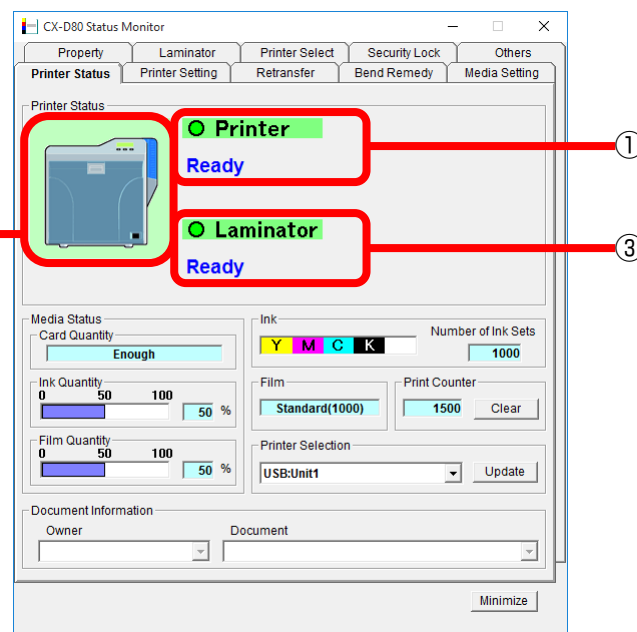 CX-D80 Status Monitor
Property Laminator Printer Select Security Lock Others
Printer Status Printer Setting Retransfer Bend Remedy Media Setting
Printer Status
Printer
①
Ready
Laminator
③
Ready
Media Status
Card Quantity
Enough
Ink
Y M C K
Number of Ink Sets
1000
Ink Quantity
0 50 100
50 %
Film
Standard(1000)
Print Counter
1500 Clear
Film Quantity
0 50 100
50 %
Printer Selection
USB:Unit1 Update
Document Information
Owner Document
Minimize